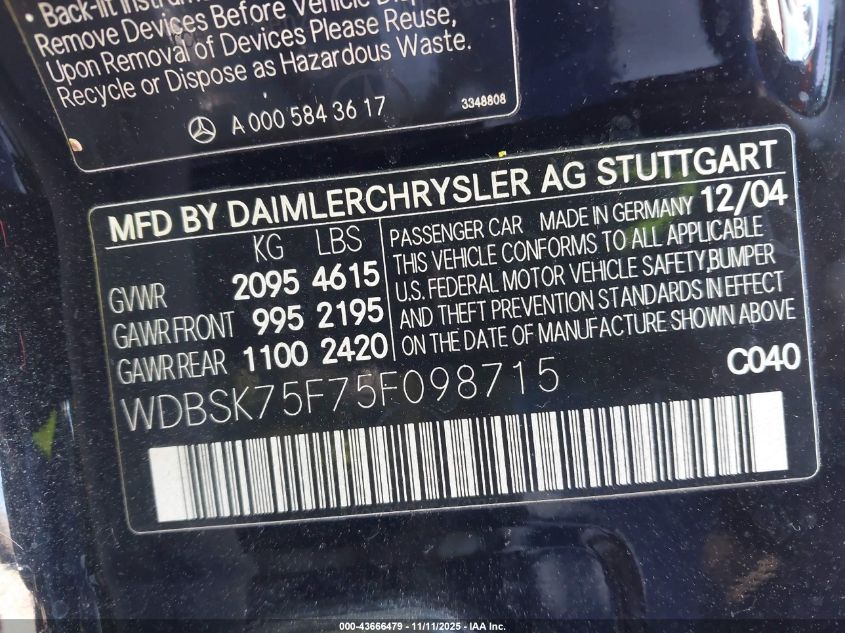 • Back-lit Instrum
Remove Devices Before Vehicle Disp
Upon Removal of Devices Please Reuse,
Recycle or Dispose as Hazardous Waste.
A 000 584 36 17
3348808
MFD BY DAIMLERCHRYSLER AG STUTTGART
KG LBS
GVWR 2095 4615
GAWR FRONT 995 2195
GAWR REAR 1100 2420
PASSENGER CAR MADE IN GERMANY 12/04
THIS VEHICLE CONFORMS TO ALL APPLICABLE
U.S. FEDERAL MOTOR VEHICLE SAFETY,BUMPER
AND THEFT PREVENTION STANDARDS IN EFFECT
ON THE DATE OF MANUFACTURE SHOWN ABOVE
WDBSK75F75F098715
C040
000-43666479 - 11/11/2025 - IAA Inc.